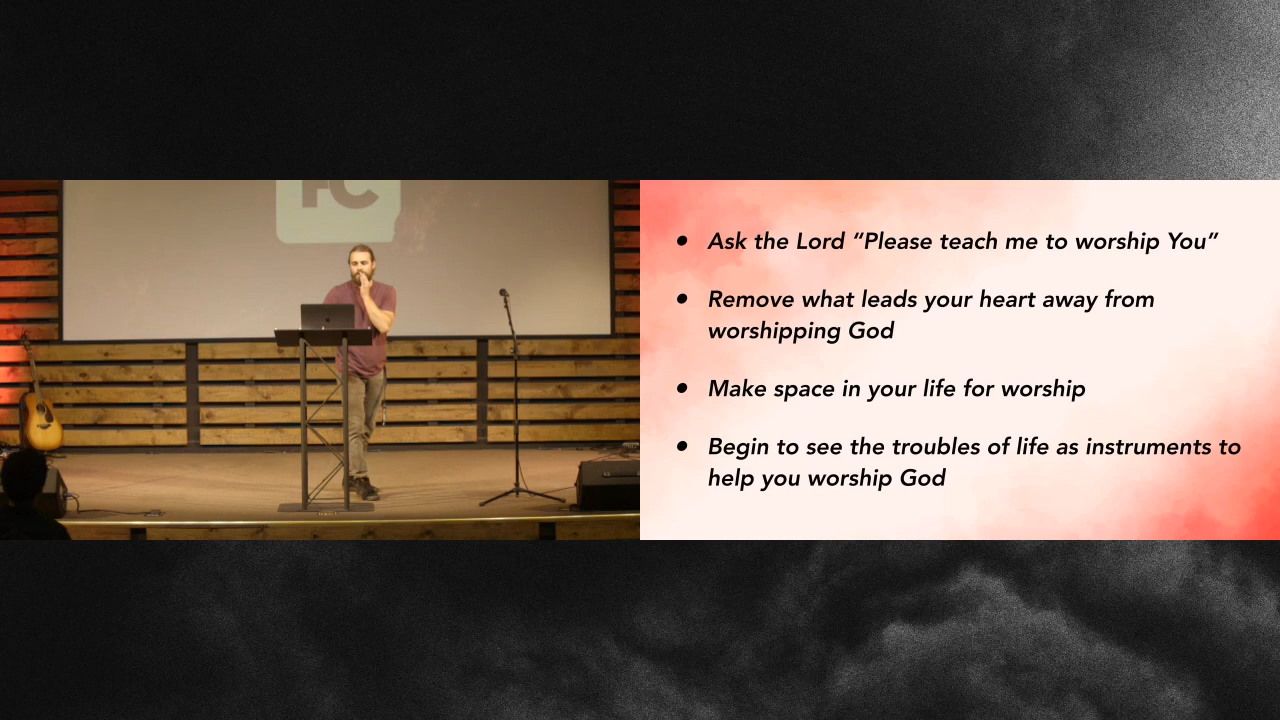 FC
• Ask the Lord “Please teach me to worship You”
• Remove what leads your heart away from
worshipping God
• Make space in your life for worship
• Begin to see the troubles of life as instruments to
help you worship God